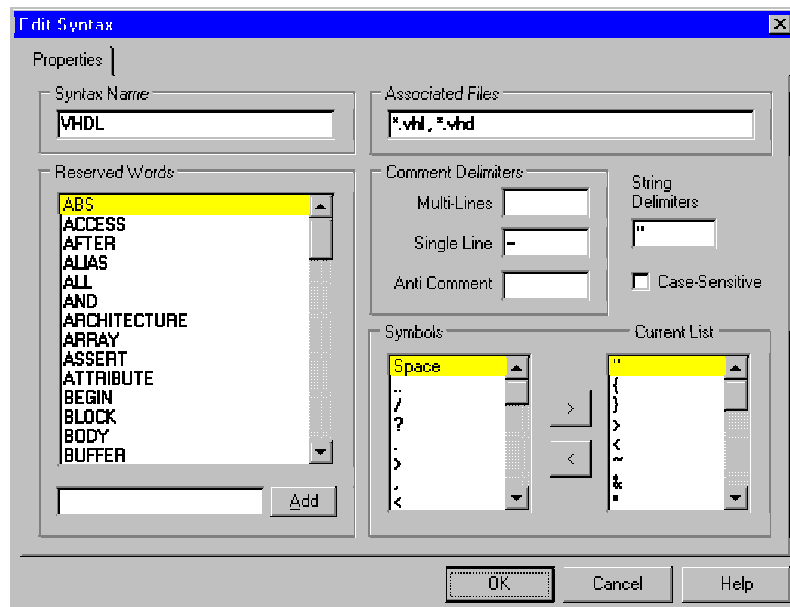 Edit Syntax
Properties
Syntax Name
VHDL
Associated Files
*.vhl, *.vhd
Reserved Words
ABS
ACCESS
AFTER
ALIAS
ALL
AND
ARCHITECTURE
ARRAY
ASSERT
ATTRIBUTE
BEGIN
BLOCK
BODY
BUFFER
Add
Comment Delimiters
Multi-Lines
Single Line
Anti Comment
String
Delimiters
"
Case-Sensitive
Symbols
Space
/
?
.
>
,
<
>
<
Current List
"
{
}
>
<
~
&
OK
Cancel
Help